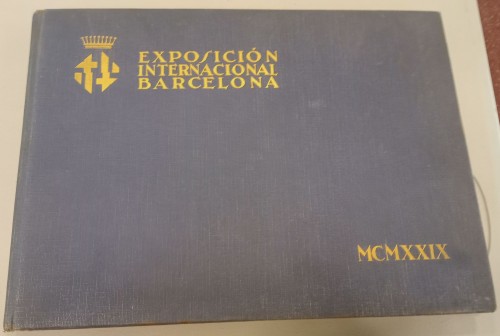 EXPOSICIÓN
INTERNACIONAL
BARCELONA
MCMXXIX